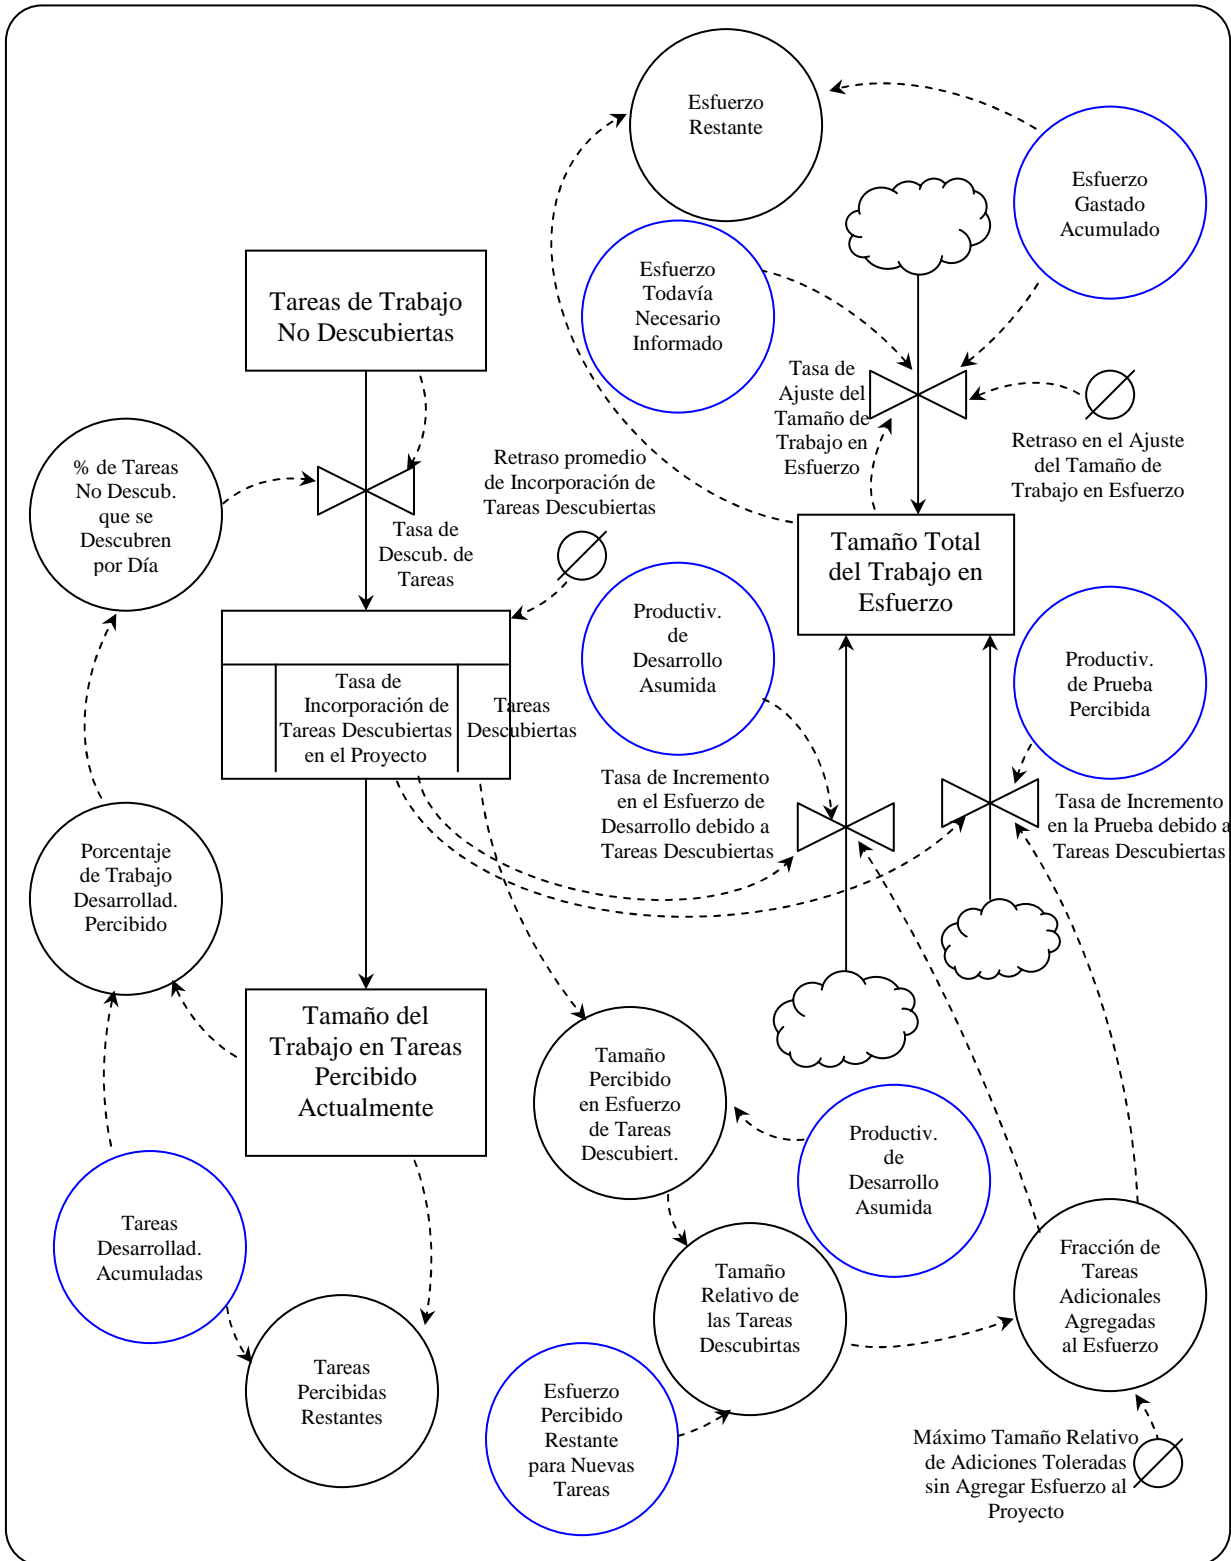 Esfuerzo
Restante
Esfuerzo
Gastado
Acumulado
Esfuerzo
Todavía
Necesario
Informado
Tareas de Trabajo
No Descubiertas
Tasa de
Ajuste del
Tamaño de
Trabajo en
Esfuerzo
Retraso en el Ajuste
del Tamaño de
Trabajo en Esfuerzo
% de Tareas
No Descub.
que se
Descubren
por Día
Retraso promedio
de Incorporación de
Tareas Descubiertas
Tasa de
Descub. de
Tareas
Tamaño Total
del Trabajo en
Esfuerzo
Productiv.
de
Desarrollo
Asumida
Productiv.
de Prueba
Percibida
Tasa de
Incorporación de
Tareas Descubiertas
en el Proyecto
Tareas
Descubiertas
Tasa de Incremento
en el Esfuerzo de
Desarrollo debido a
Tareas Descubiertas
Tasa de Incremento
en la Prueba debido a
Tareas Descubiertas
Porcentaje
de Trabajo
Desarrollad.
Percibido
Tamaño del
Trabajo en Tareas
Percibido
Actualmente
Tamaño
Percibido
en Esfuerzo
de Tareas
Descubiert.
Productiv.
de
Desarrollo
Asumida
Tareas
Desarrollad.
Acumuladas
Tamaño
Relativo de
las Tareas
Descubirtas
Fracción de
Tareas
Adicionales
Agregadas
al Esfuerzo
Tareas
Percibidas
Restantes
Esfuerzo
Percibido
Restante
para Nuevas
Tareas
Máximo Tamaño Relativo
de Adiciones Toleradas
sin Agregar Esfuerzo al
Proyecto